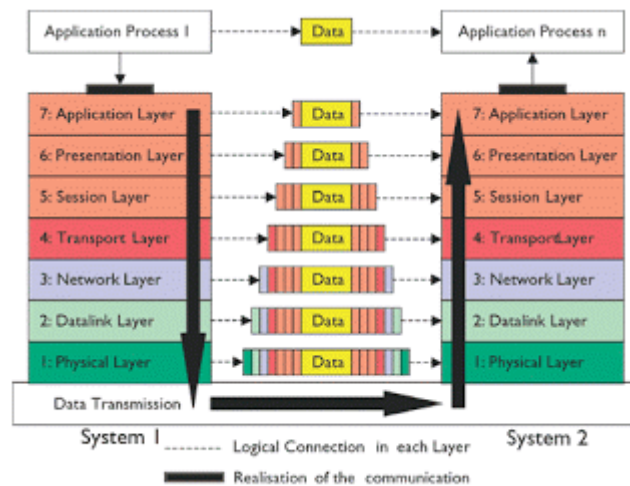 Application Process 1
Data
Application Process n
7: Application Layer
Data
7: Application Layer
6: Presentation Layer
Data
6: Presentation Layer
5: Session Layer
Data
5: Session Layer
4: Transport Layer
Data
4: Transport Layer
3: Network Layer
Data
3: Network Layer
2: Datalink Layer
Data
2: Datalink Layer
1: Physical Layer
Data
1: Physical Layer
Data Transmission
System 1
System 2
Logical Connection in each Layer
Realisation of the communication